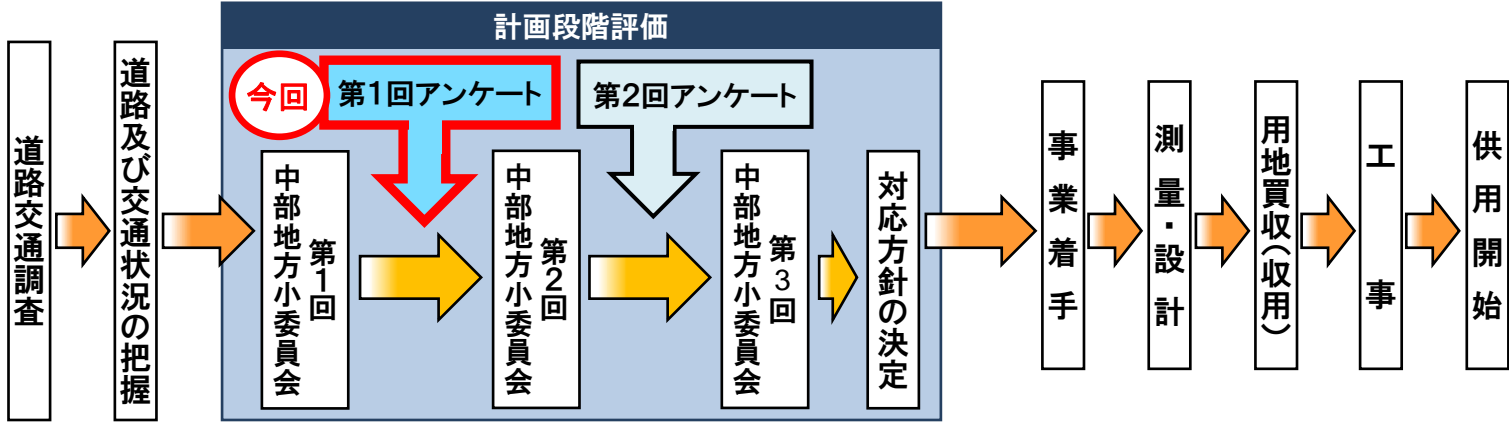 計画段階評価
道路交通調査
道路及び交通状況の把握
今回
第1回アンケート
第2回アンケート
第1回
中部地方小委員会
第2回
中部地方小委員会
第3回
中部地方小委員会
対応方針の決定
事業着手
測量・設計
用地買収(収用)
工事
供用開始